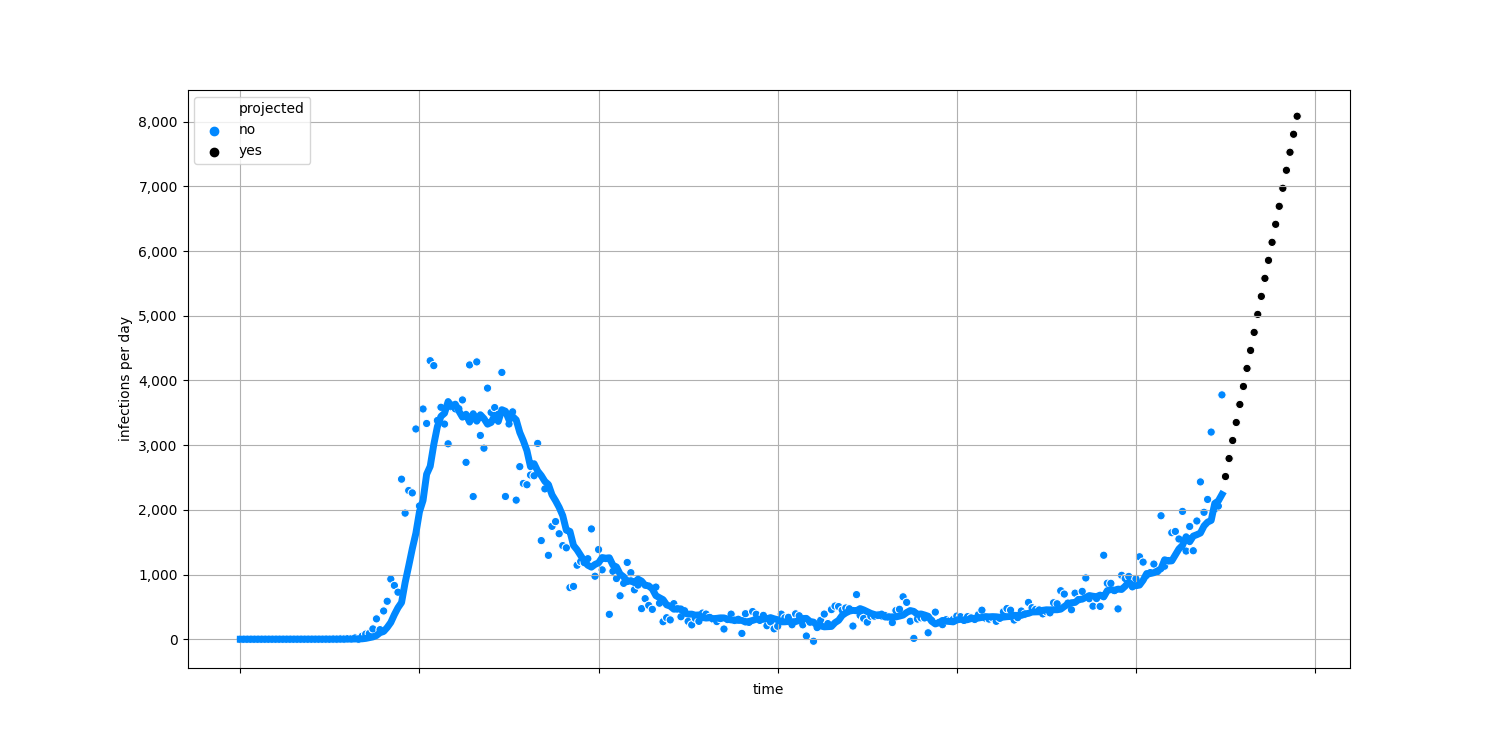 projected
no
yes
8,000
7,000
6,000
5,000
4,000
3,000
2,000
1,000
0
infections per day
time